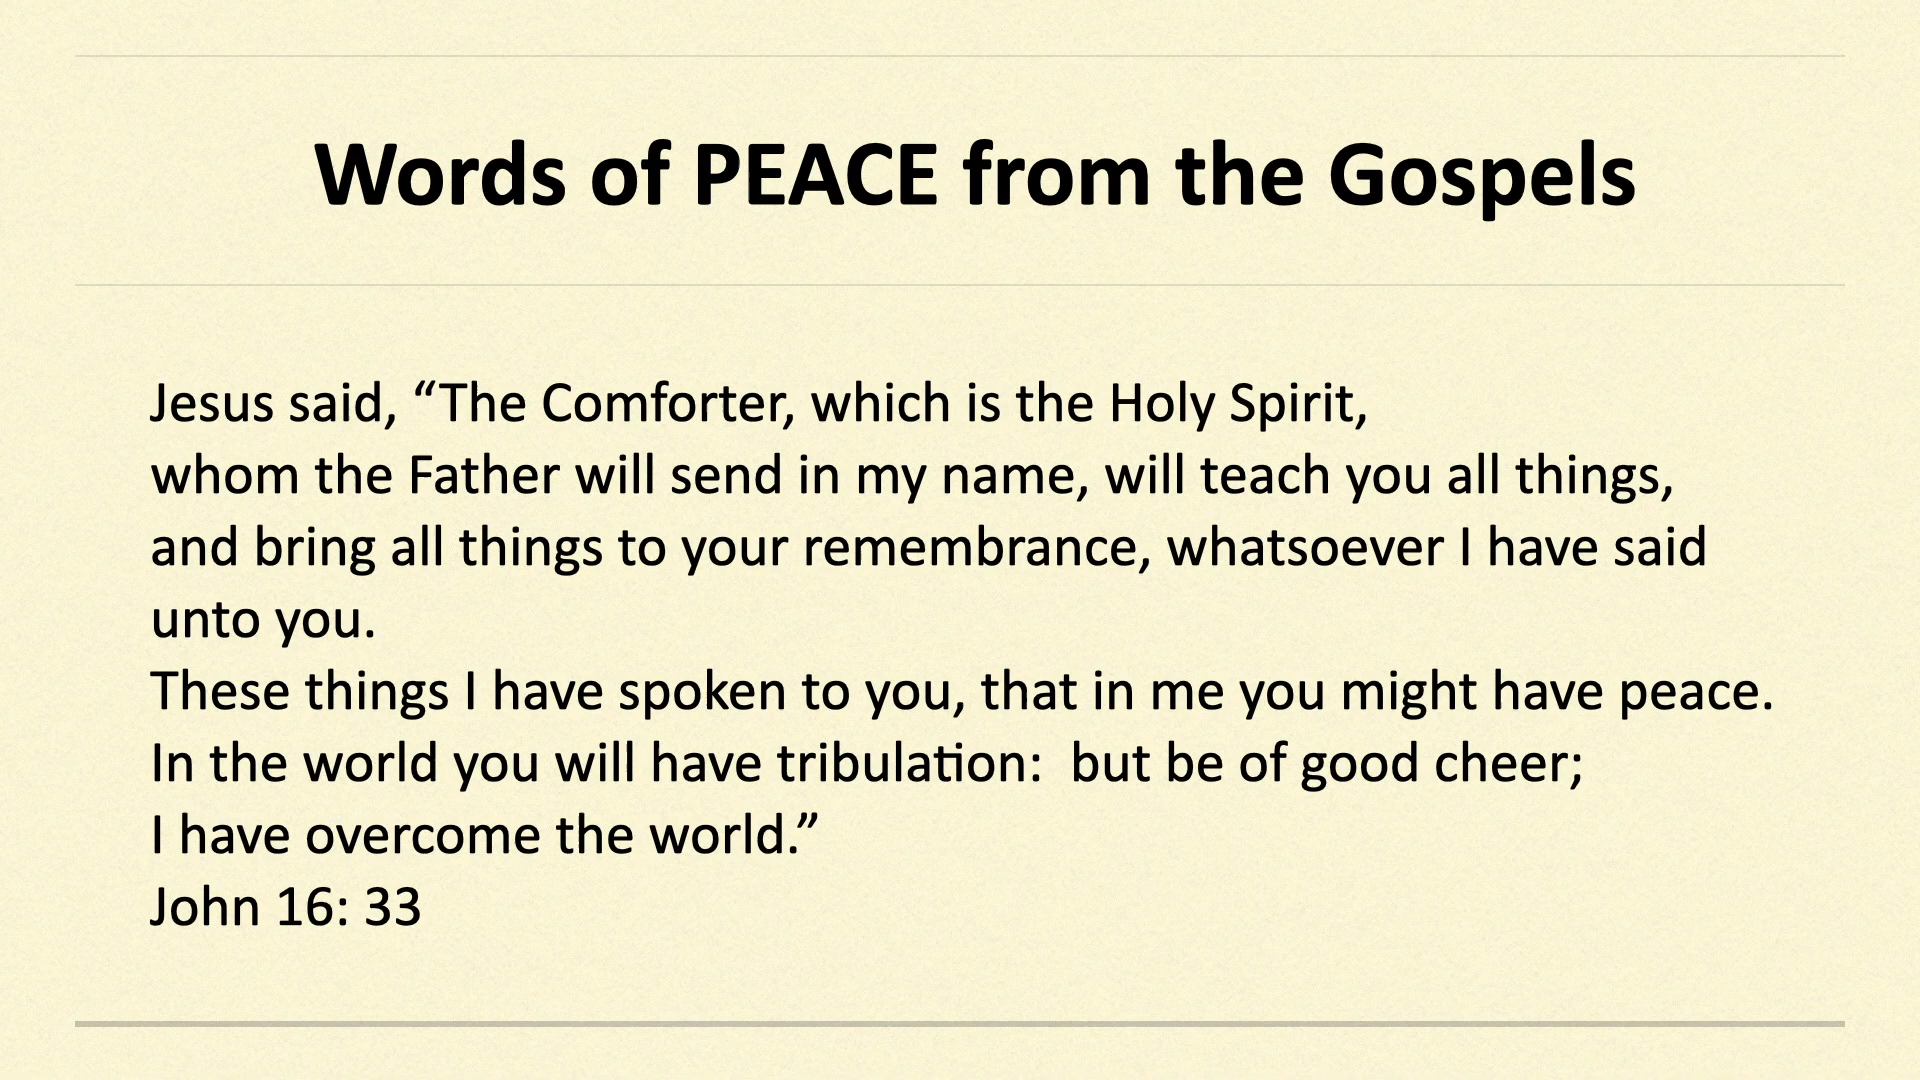 Words of PEACE from the Gospels
Jesus said, “The Comforter, which is the Holy Spirit,
whom the Father will send in my name, will teach you all things,
and bring all things to your remembrance, whatsoever I have said
unto you.
These things I have spoken to you, that in me you might have peace.
In the world you will have tribulation:  but be of good cheer;
I have overcome the world.”
John 16: 33